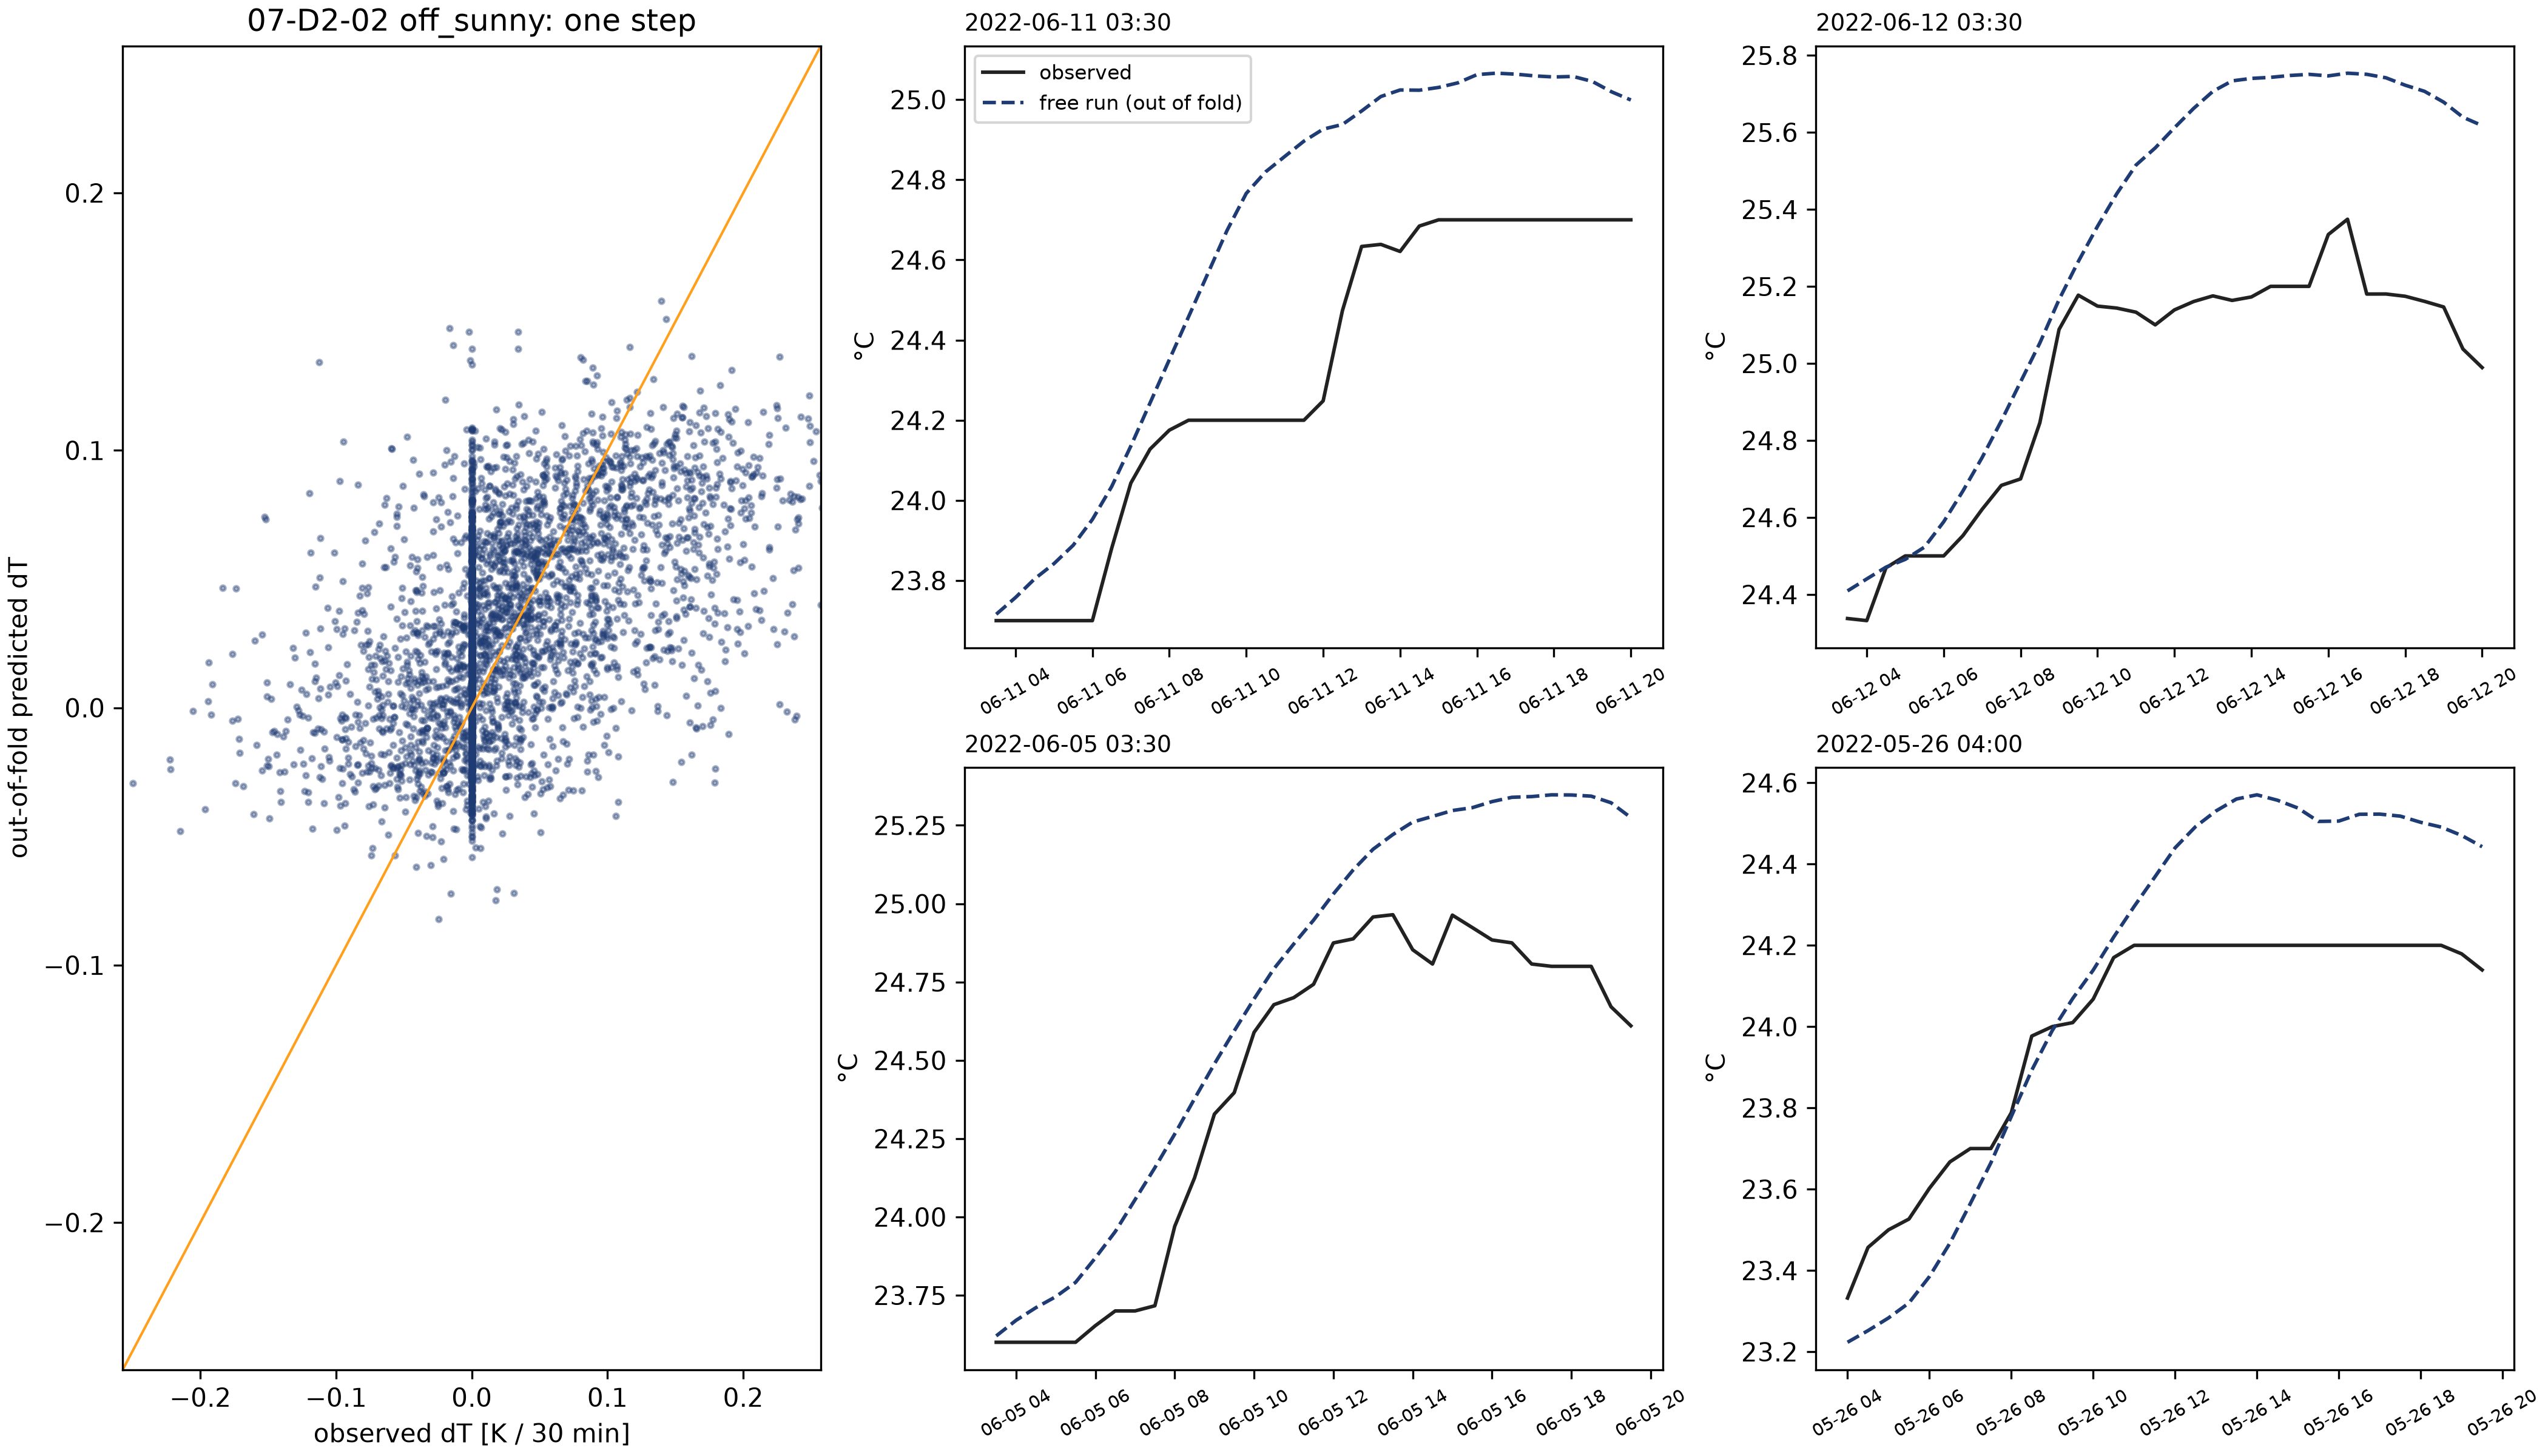 07-D2-02 off_sunny: one step
out-of-fold predicted dT
0.2
0.1
0.0
−0.1
−0.2
−0.2 −0.1 0.0 0.1 0.2
observed dT [K / 30 min]
2022-06-11 03:30
observed
free run (out of fold)
°C
25.0
24.8
24.6
24.4
24.2
24.0
23.8
06-11 04 06-11 06 06-11 08 06-11 10 06-11 12 06-11 14 06-11 16 06-11 18 06-11 20
2022-06-12 03:30
°C
25.8
25.6
25.4
25.2
25.0
24.8
24.6
24.4
06-12 04 06-12 06 06-12 08 06-12 10 06-12 12 06-12 14 06-12 16 06-12 18 06-12 20
2022-06-05 03:30
°C
25.25
25.00
24.75
24.50
24.25
24.00
23.75
06-05 04 06-05 06 06-05 08 06-05 10 06-05 12 06-05 14 06-05 16 06-05 18 06-05 20
2022-05-26 04:00
°C
24.6
24.4
24.2
24.0
23.8
23.6
23.4
23.2
05-26 04 05-26 06 05-26 08 05-26 10 05-26 12 05-26 14 05-26 16 05-26 18 05-26 20